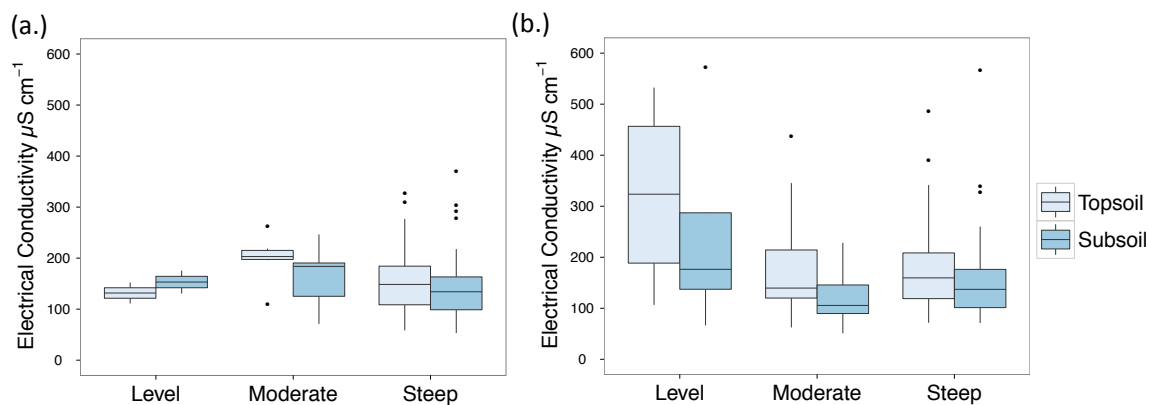 (a.)
Electrical Conductivity µS cm⁻¹
600
500
400
300
200
100
0
Level Moderate Steep
(b.)
Electrical Conductivity µS cm⁻¹
600
500
400
300
200
100
0
Level Moderate Steep
Topsoil
Subsoil